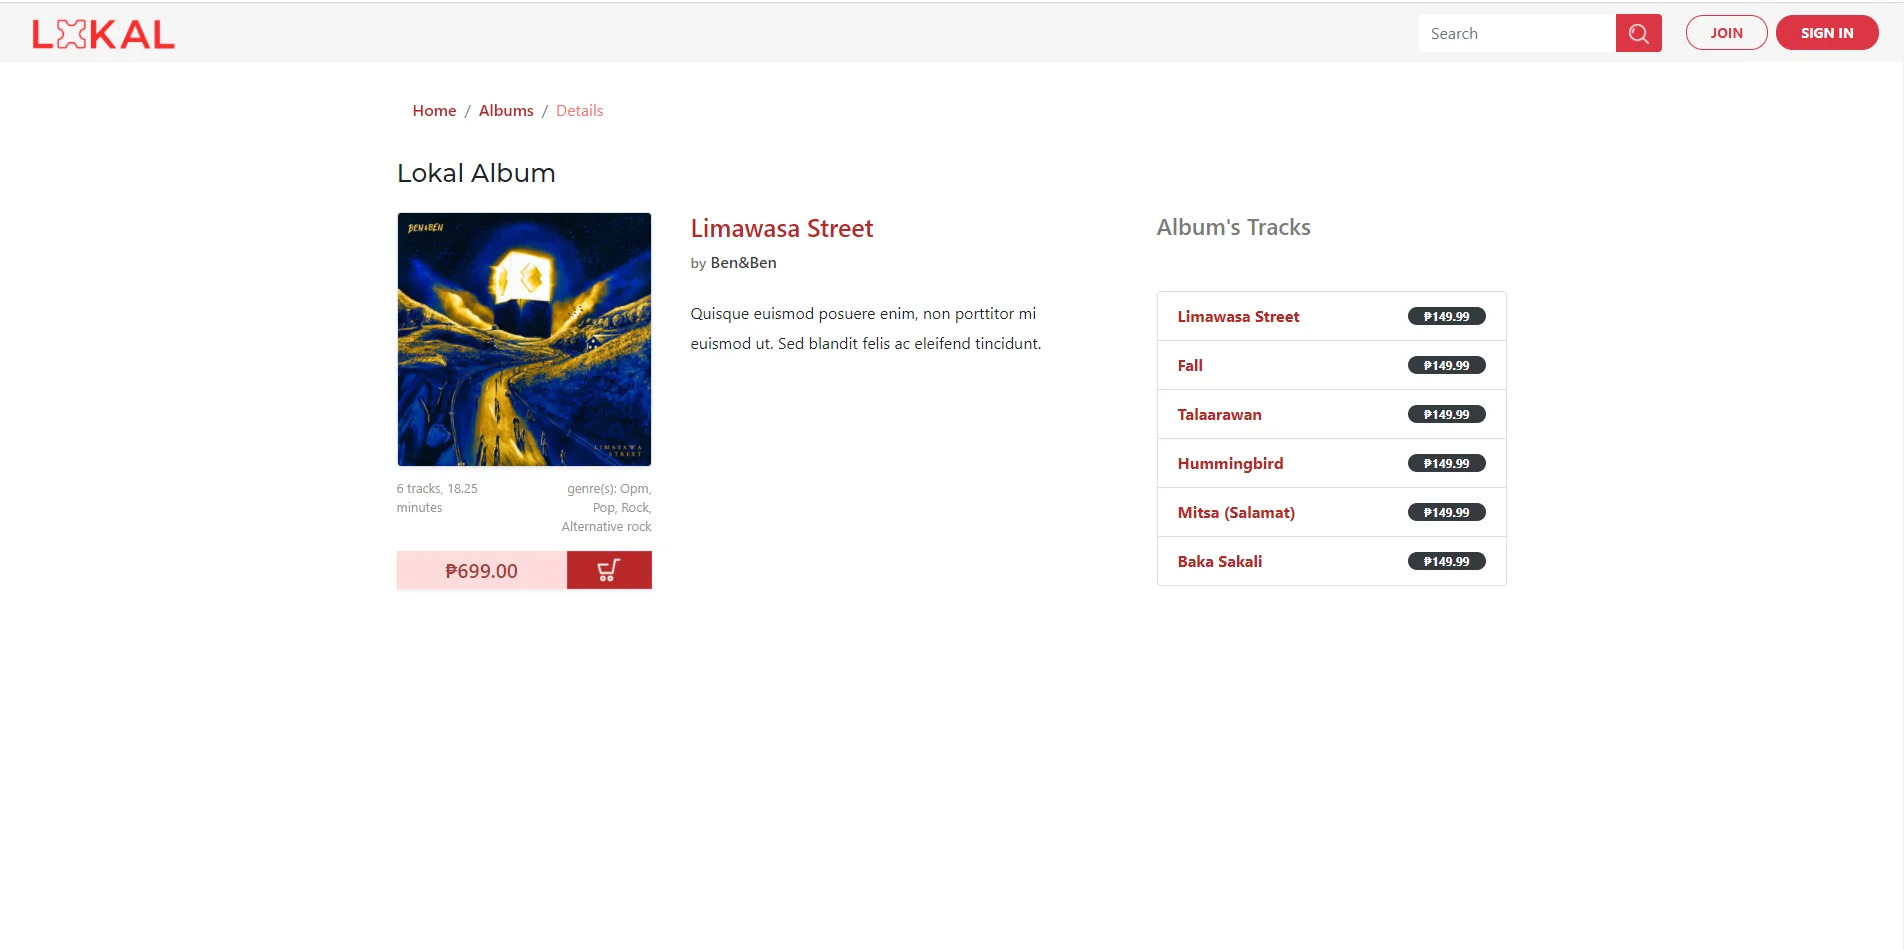 LOKAL
Search
JOIN
SIGN IN
Home / Albums / Details
Lokal Album
BEN&BEN
LIMASAWA
STREET
6 tracks, 18.25
minutes
genre(s): Opm,
Pop, Rock,
Alternative rock
₱699.00
Limawasa Street
by Ben&Ben
Quisque euismod posuere enim, non porttitor mi
euismod ut. Sed blandit felis ac eleifend tincidunt.
Album's Tracks
Limawasa Street ₱149.99
Fall ₱149.99
Talaarawan ₱149.99
Hummingbird ₱149.99
Mitsa (Salamat) ₱149.99
Baka Sakali ₱149.99